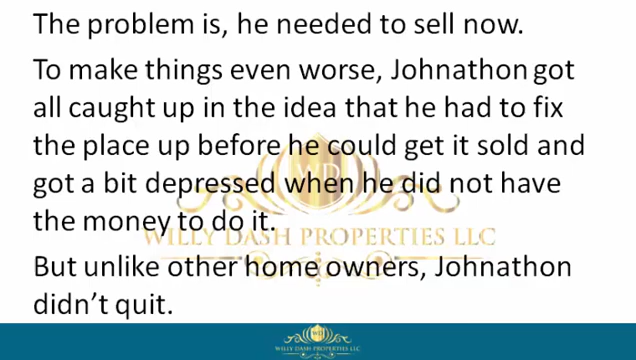 The problem is, he needed to sell now.
To make things even worse, Johnathon got
all caught up in the idea that he had to fix
the place up before he could get it sold and
got a bit depressed when he did not have
the money to do it.
WILLY DASH PROPERTIES LLC
But unlike other home owners, Johnathon
didn’t quit.
WILLY DASH PROPERTIES LLC